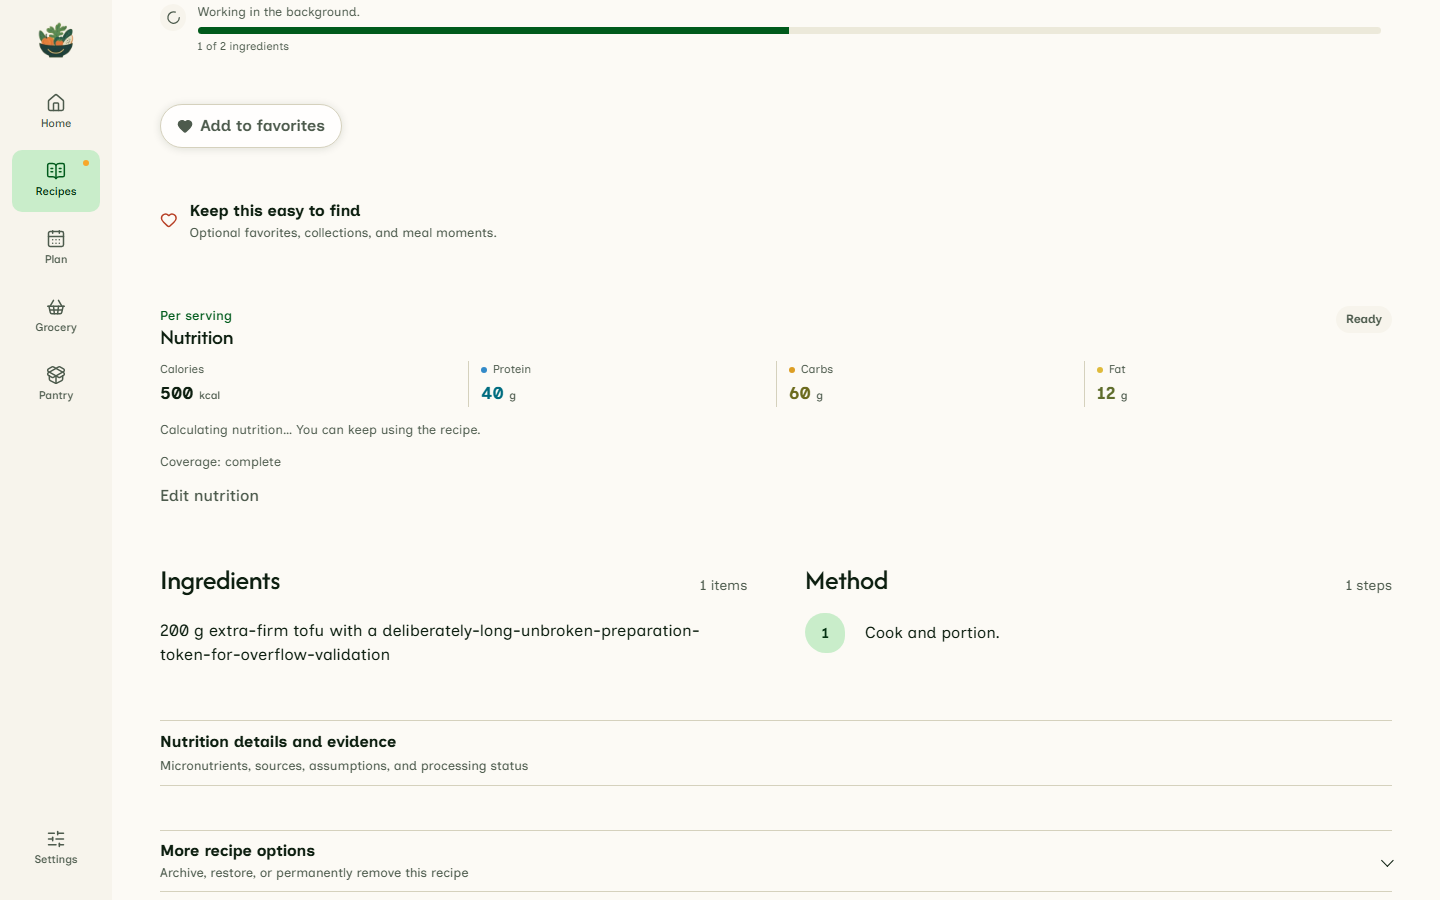 Working in the background.
1 of 2 ingredients
Home
Recipes
Plan
Grocery
Pantry
Settings
Add to favorites
Keep this easy to find
Optional favorites, collections, and meal moments.
Per serving
Nutrition
Ready
Calories
500 kcal
Protein
40 g
Carbs
60 g
Fat
12 g
Calculating nutrition... You can keep using the recipe.
Coverage: complete
Edit nutrition
Ingredients
1 items
200 g extra-firm tofu with a deliberately-long-unbroken-preparation-
token-for-overflow-validation
Method
1 steps
1
Cook and portion.
Nutrition details and evidence
Micronutrients, sources, assumptions, and processing status
More recipe options
Archive, restore, or permanently remove this recipe